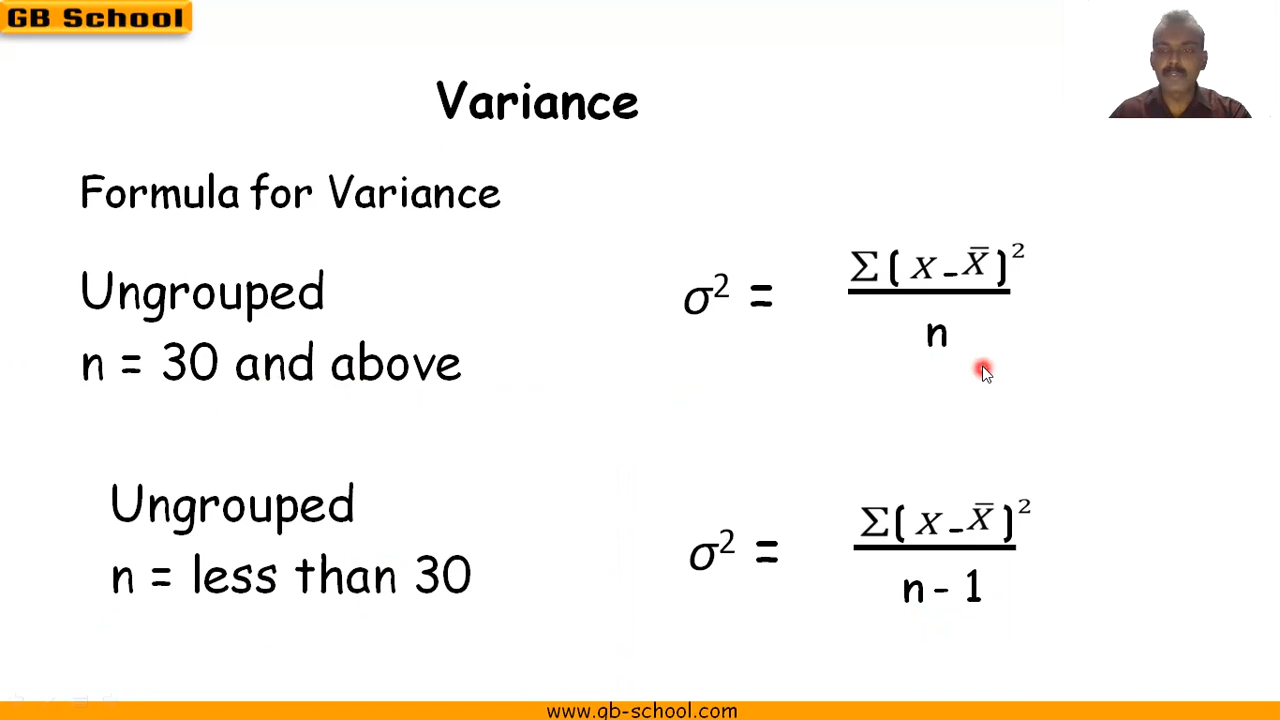 GB School
Variance
Formula for Variance
Ungrouped
n = 30 and above
σ² = Σ( X - X̄ )² / n
Ungrouped
n = less than 30
σ² = Σ( X - X̄ )² / n - 1
www.gb-school.com